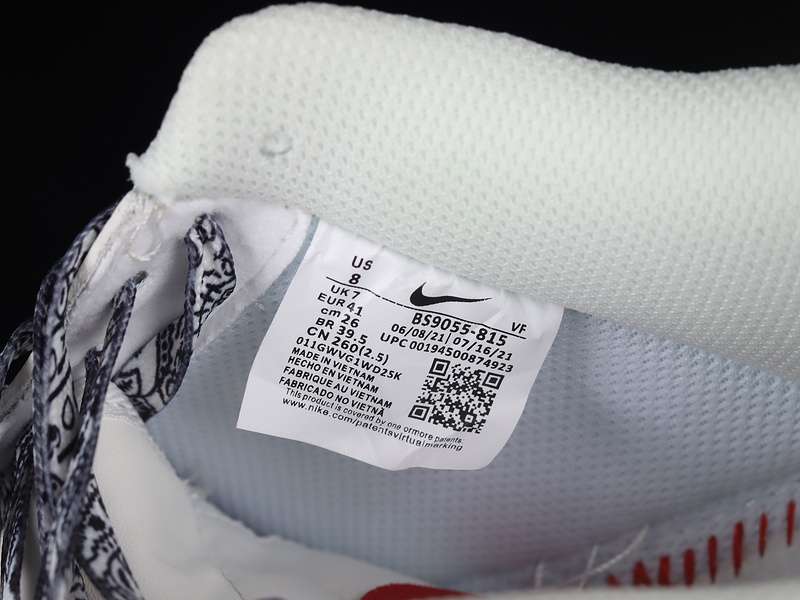 US
8
UK 7
EUR 41
cm 26
BR 39.5
CN 260(2.5)
011GWVG1WD2SK
MADE IN VIETNAM
HECHO EN VIETNAM
FABRIQUE AU VIETNAM
FABRICADO NO VIETNÃ
This product is covered by one ormore patents:
www.nike.com/patentsvirtualmarking
BS9055-815 VF
06/08/21 07/16/21
UPC 00194500874923